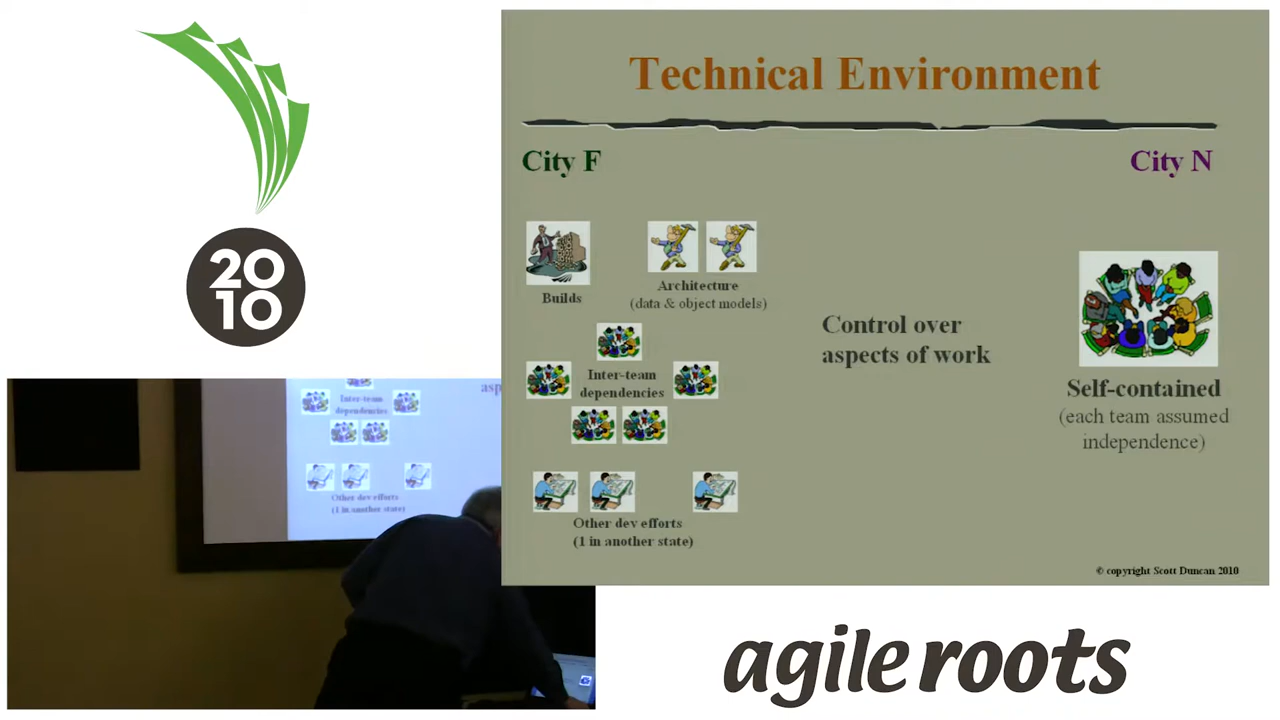 20
10
Technical Environment
City F
City N
Builds
Architecture
(data & object models)
Inter-team
dependencies
Control over
aspects of work
Self-contained
(each team assumed
independence)
Other dev efforts
(1 in another state)
© copyright Scott Duncan 2010
asp
Inter-team
dependencies
Other dev efforts
(1 in another state)
agile roots